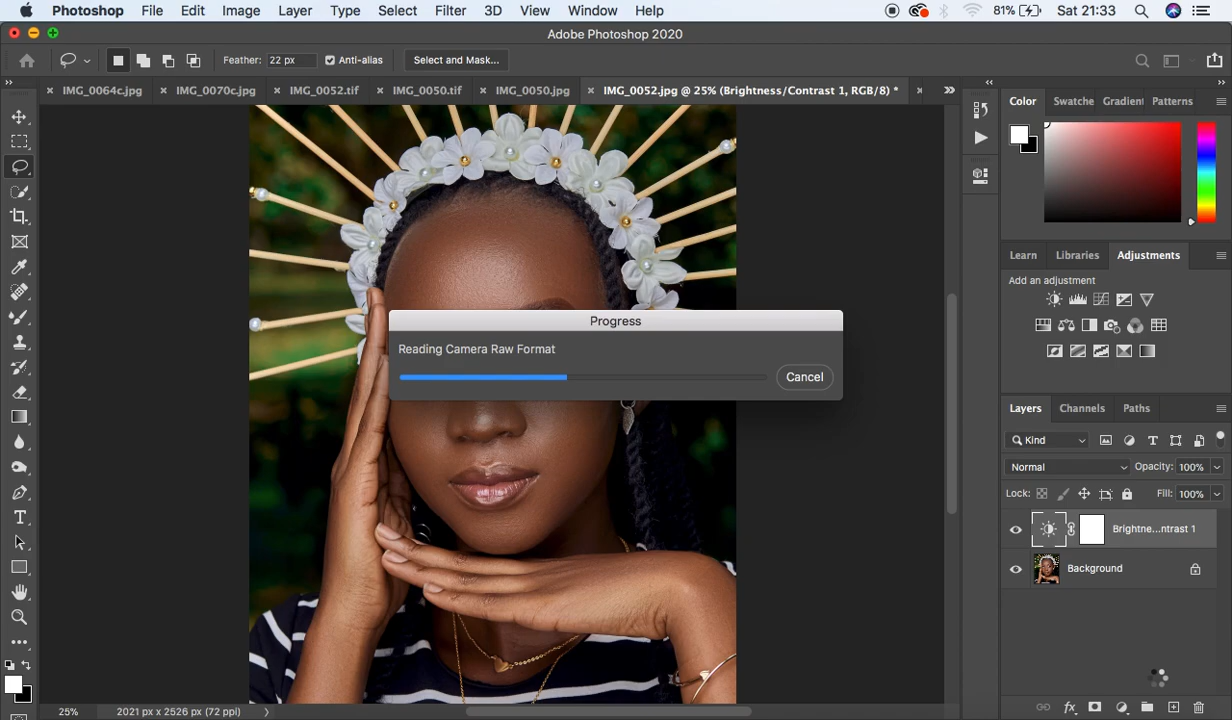 Photoshop File Edit Image Layer Type Select Filter 3D View Window Help 81% Sat 21:33
Adobe Photoshop 2020
Feather: 22 px Anti-alias Select and Mask...
IMG_0064c.jpg IMG_0070c.jpg IMG_0052.tif IMG_0050.tif IMG_0050.jpg IMG_0052.jpg @ 25% (Brightness/Contrast 1, RGB/8) *
Color Swatche Gradient Patterns
Learn Libraries Adjustments
Add an adjustment
Progress
Reading Camera Raw Format
Cancel
Layers Channels Paths
Kind
Normal Opacity: 100%
Lock: Fill: 100%
Brightne...ntrast 1
Background
fx
25% 2021 px x 2526 px (72 ppi)